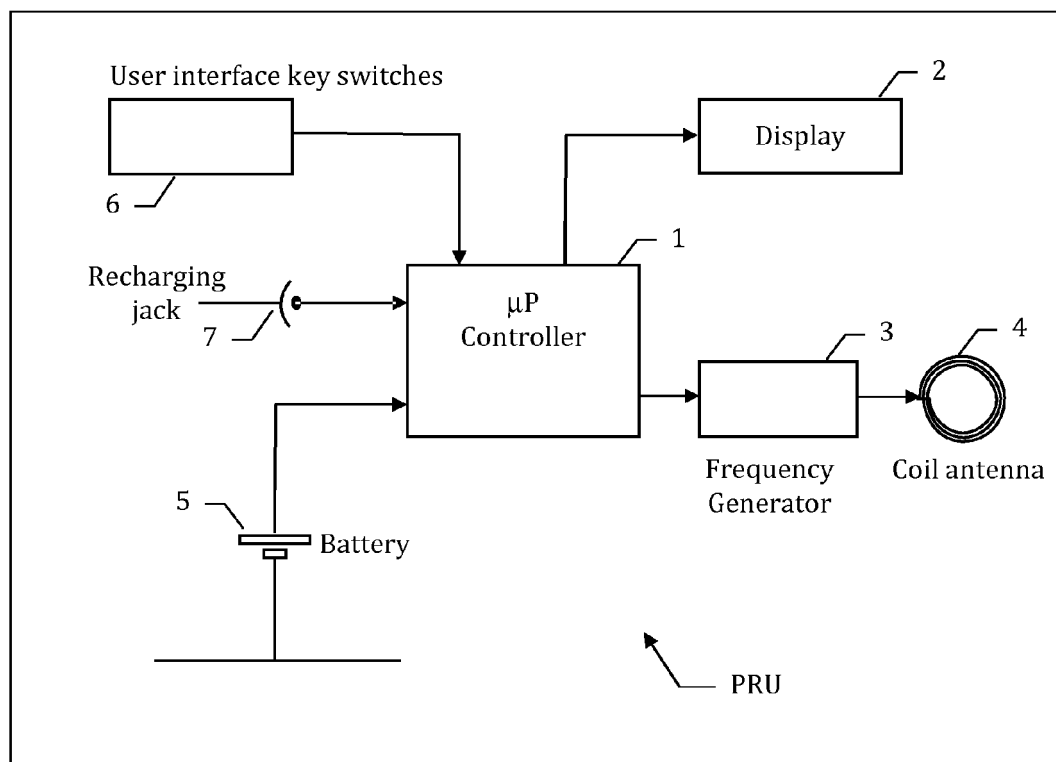 User interface key switches
2
Display
6
1
Recharging
jack
7
μP
Controller
3
4
Frequency
Generator
Coil antenna
5
Battery
PRU